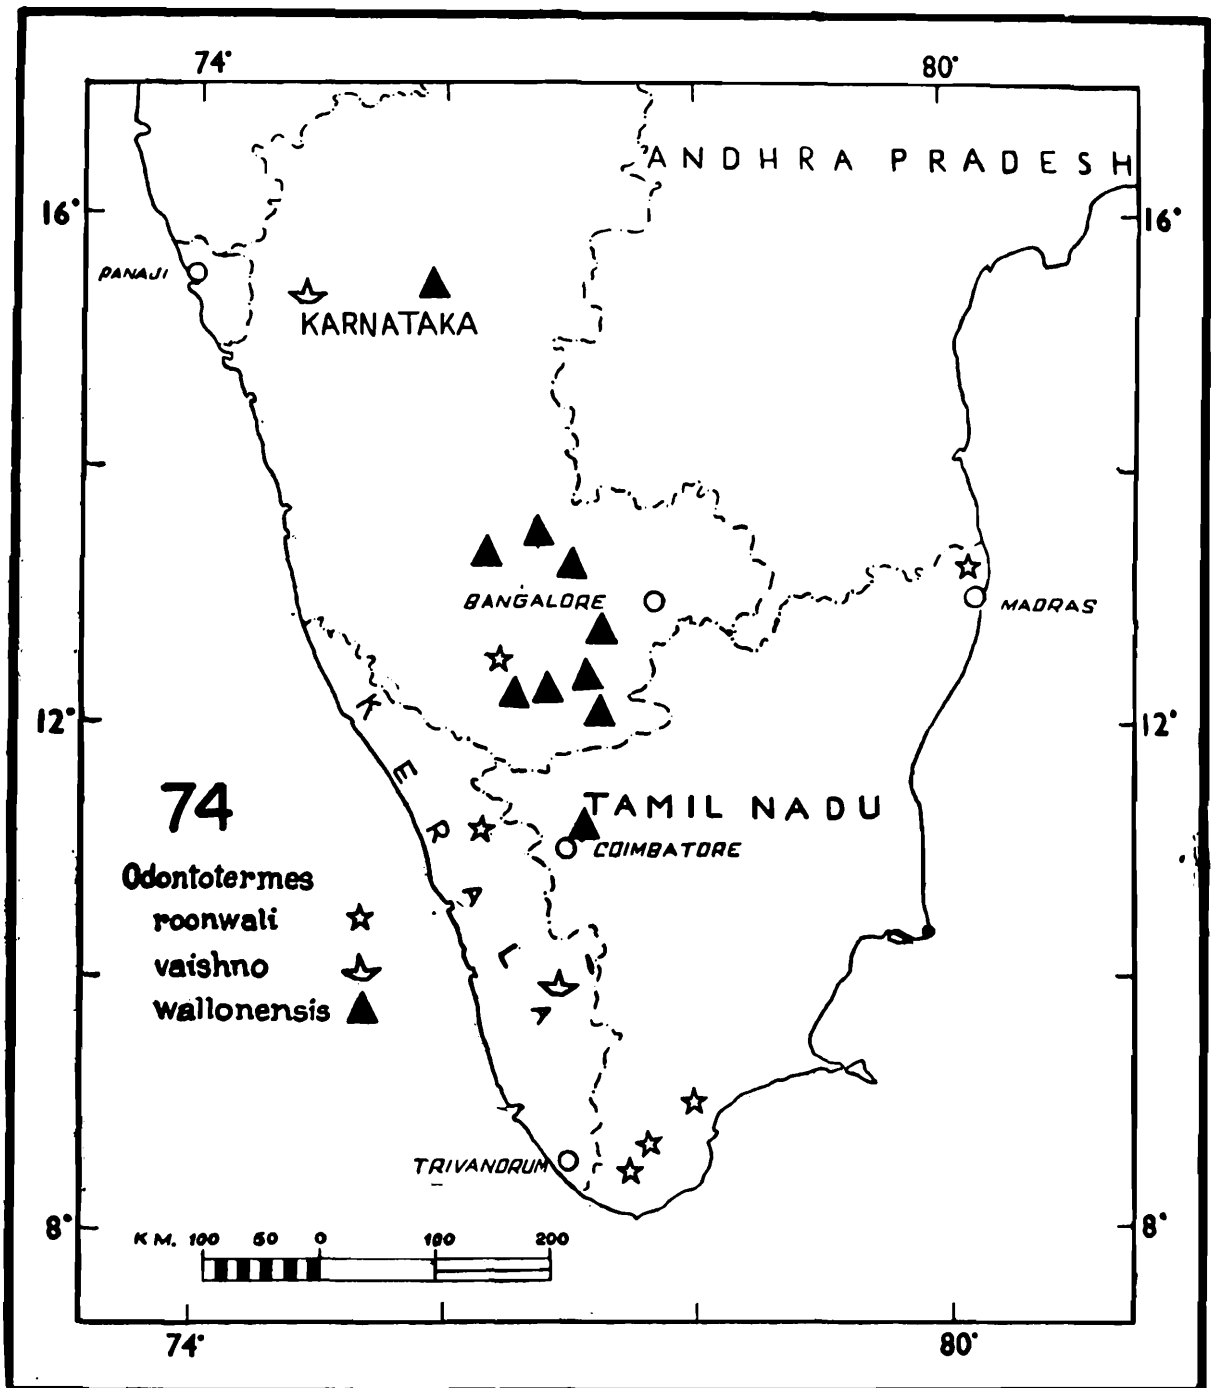 74° 80°
ANDHRA PRADESH
16° 16°
PANAJI
KARNATAKA
BANGALORE
MADRAS
12° 12°
KERALA
74
TAMIL NADU
COIMBATORE
Odontotermes
roonwali
vaishno
wallonensis
TRIVANDRUM
8° 8°
KM. 100 50 0 100 200
74° 80°